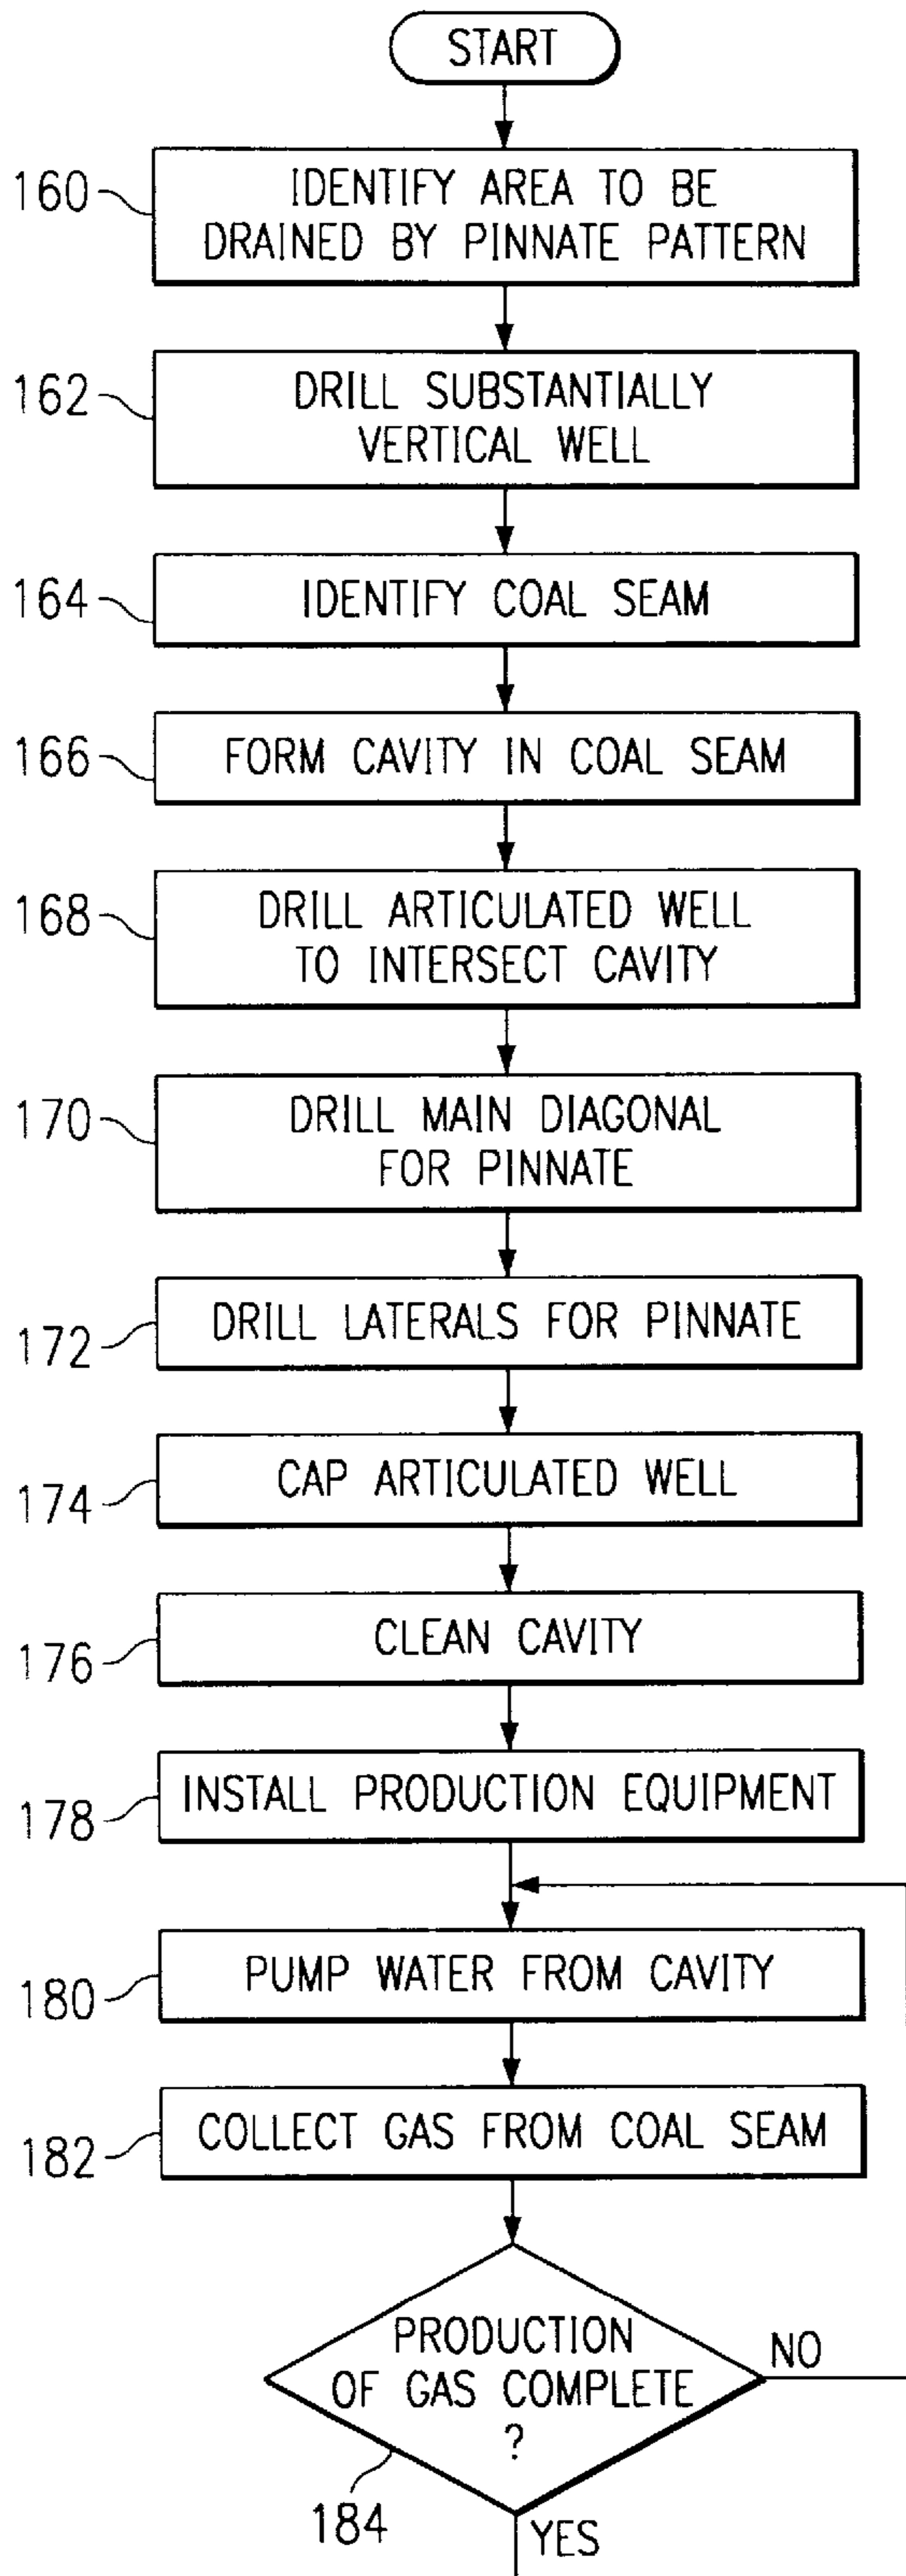 START
160
IDENTIFY AREA TO BE
DRAINED BY PINNATE PATTERN
162
DRILL SUBSTANTIALLY
VERTICAL WELL
164
IDENTIFY COAL SEAM
166
FORM CAVITY IN COAL SEAM
168
DRILL ARTICULATED WELL
TO INTERSECT CAVITY
170
DRILL MAIN DIAGONAL
FOR PINNATE
172
DRILL LATERALS FOR PINNATE
174
CAP ARTICULATED WELL
176
CLEAN CAVITY
178
INSTALL PRODUCTION EQUIPMENT
180
PUMP WATER FROM CAVITY
182
COLLECT GAS FROM COAL SEAM
PRODUCTION
OF GAS COMPLETE
?
NO
184
YES